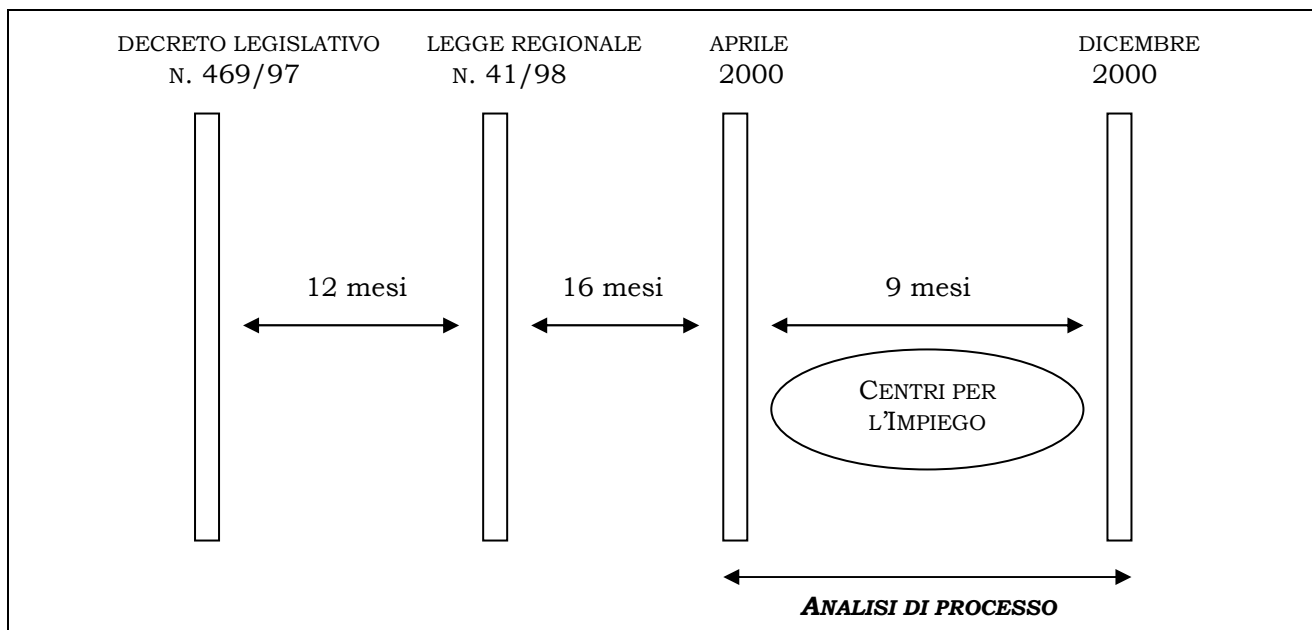 DECRETO LEGISLATIVO
N. 469/97
LEGGE REGIONALE
N. 41/98
APRILE
2000
DICEMBRE
2000
12 mesi
16 mesi
9 mesi
CENTRI PER
L'IMPIEGO
ANALISI DI PROCESSO